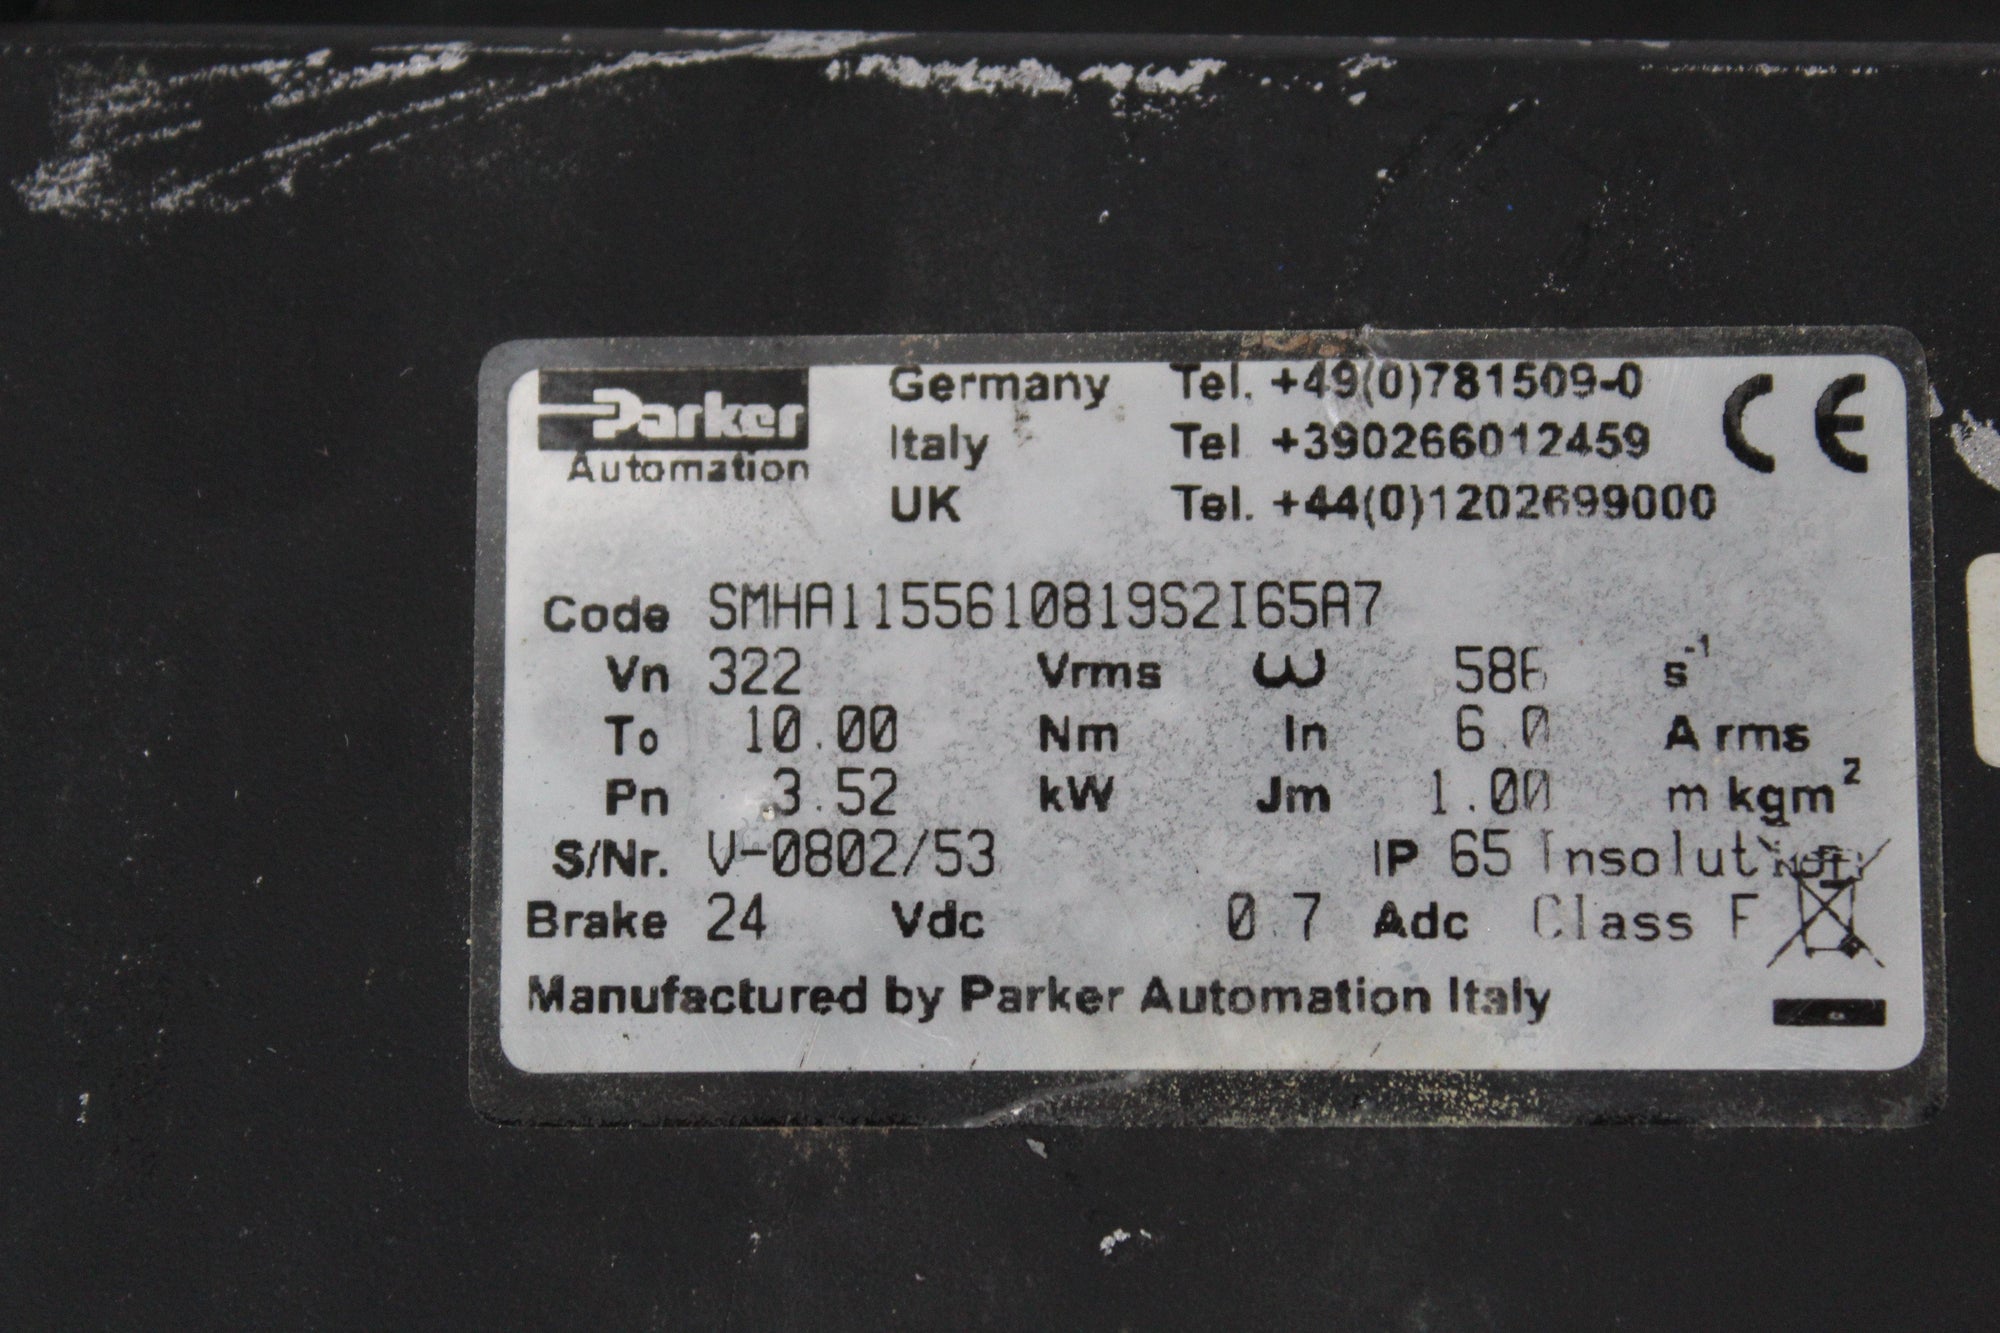 Parker
Automation
Germany Tel. +49(0)781509-0
Italy Tel +390266012459
UK Tel. +44(0)1202699000
CE
Code SMHA1155610819S2I65A7
Vn 322 Vrms ω 586 s-1
To 10.00 Nm In 6.0 A rms
Pn 3.52 kW Jm 1.00 m kgm2
S/Nr. V-0802/53 IP 65 Insolution
Brake 24 Vdc 0.7 Adc Class F
Manufactured by Parker Automation Italy